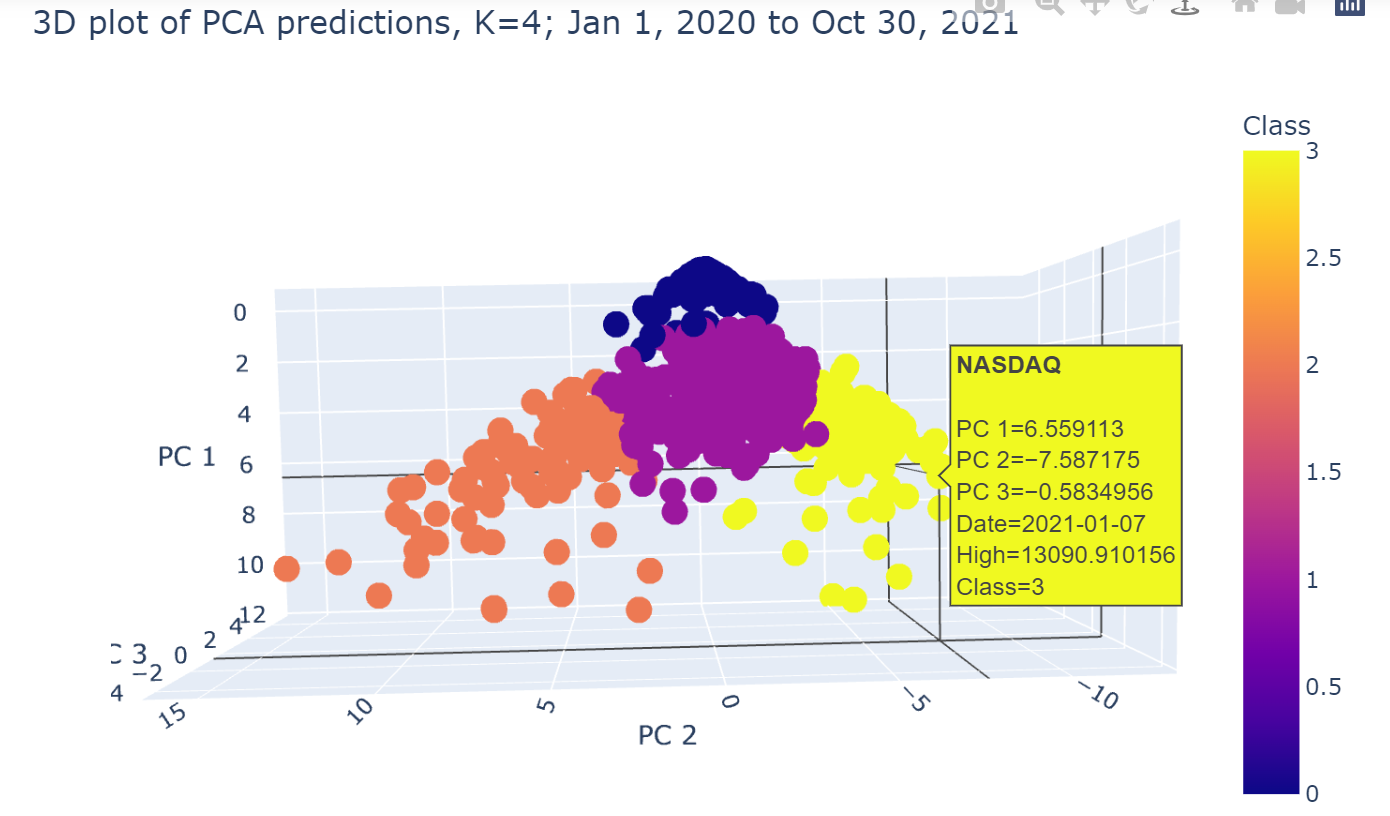 3D plot of PCA predictions, K=4; Jan 1, 2020 to Oct 30, 2021
Class
3
2.5
2
1.5
1
0.5
0
0
2
4
6
8
10
12
PC 1
NASDAQ
PC 1=6.559113
PC 2=−7.587175
PC 3=−0.5834956
Date=2021-01-07
High=13090.910156
Class=3
4
2
0
−2
4
C 3
15
10
5
0
−5
−10
PC 2